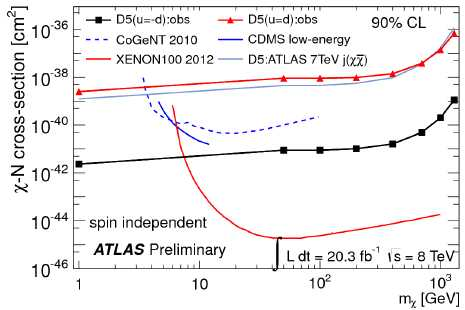 90% CL
D5(u=-d):obs
D5(u=d):obs
CoGeNT 2010
CDMS low-energy
XENON100 2012
D5:ATLAS 7TeV j(χχ̄)
χ-N cross-section [cm²]
10⁻³⁶
10⁻³⁸
10⁻⁴⁰
10⁻⁴²
10⁻⁴⁴
10⁻⁴⁶
spin independent
ATLAS Preliminary
∫ L dt = 20.3 fb⁻¹ √s = 8 TeV
1 10 10² 10³
m_χ [GeV]